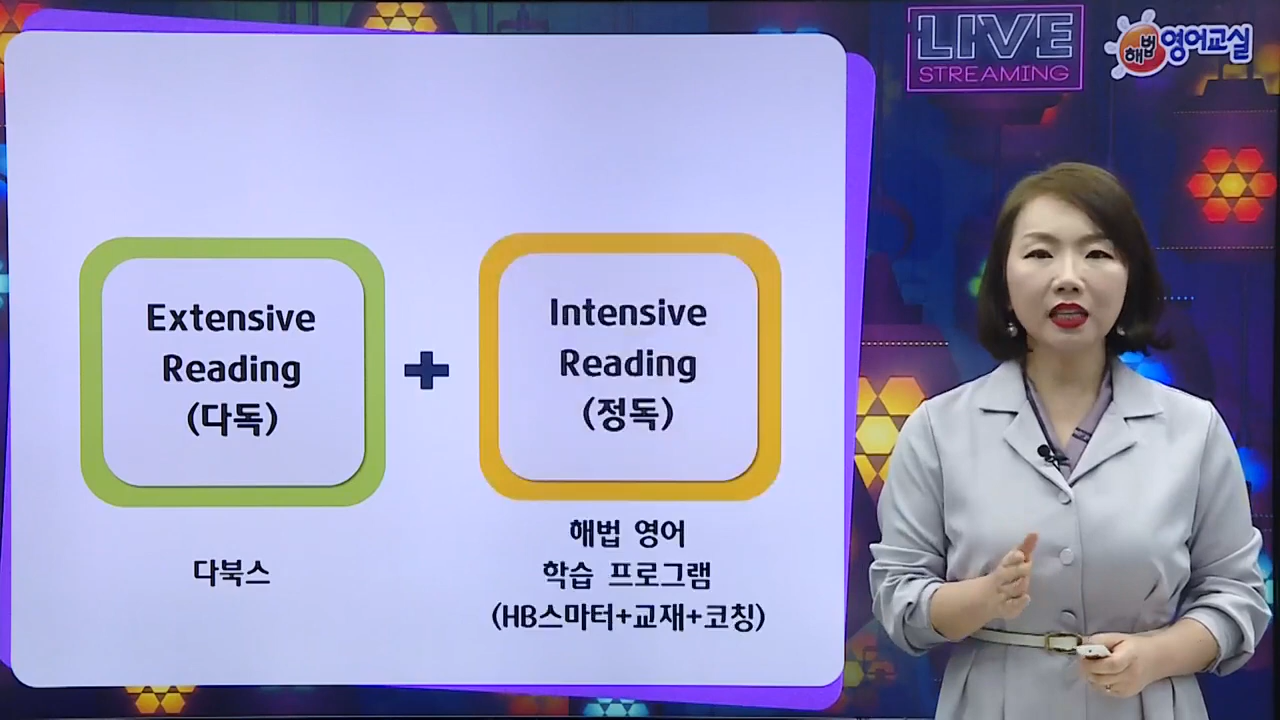 LIVE
STREAMING
해법 영어교실
Extensive
Reading
(다독)
+
Intensive
Reading
(정독)
다북스
해법 영어
학습 프로그램
(HB스마터+교재+코칭)